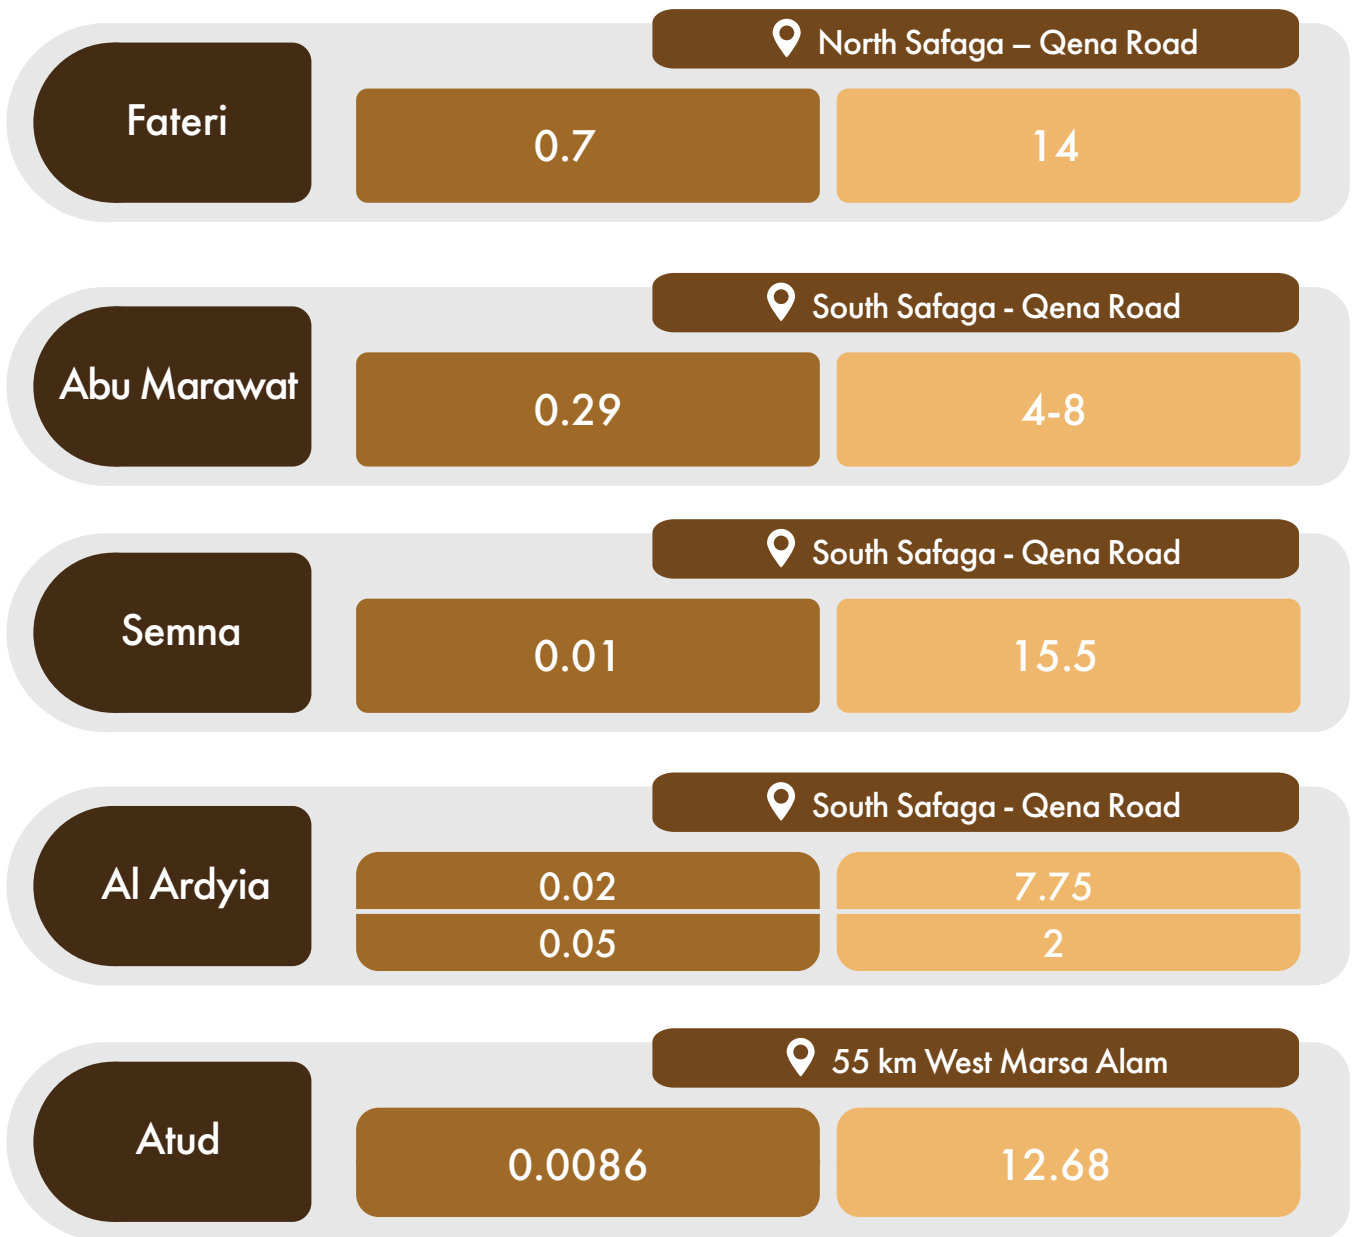 North Safaga – Qena Road
Fateri
0.7
14
South Safaga - Qena Road
Abu Marawat
0.29
4-8
South Safaga - Qena Road
Semna
0.01
15.5
South Safaga - Qena Road
Al Ardyia
0.02
7.75
0.05
2
55 km West Marsa Alam
Atud
0.0086
12.68